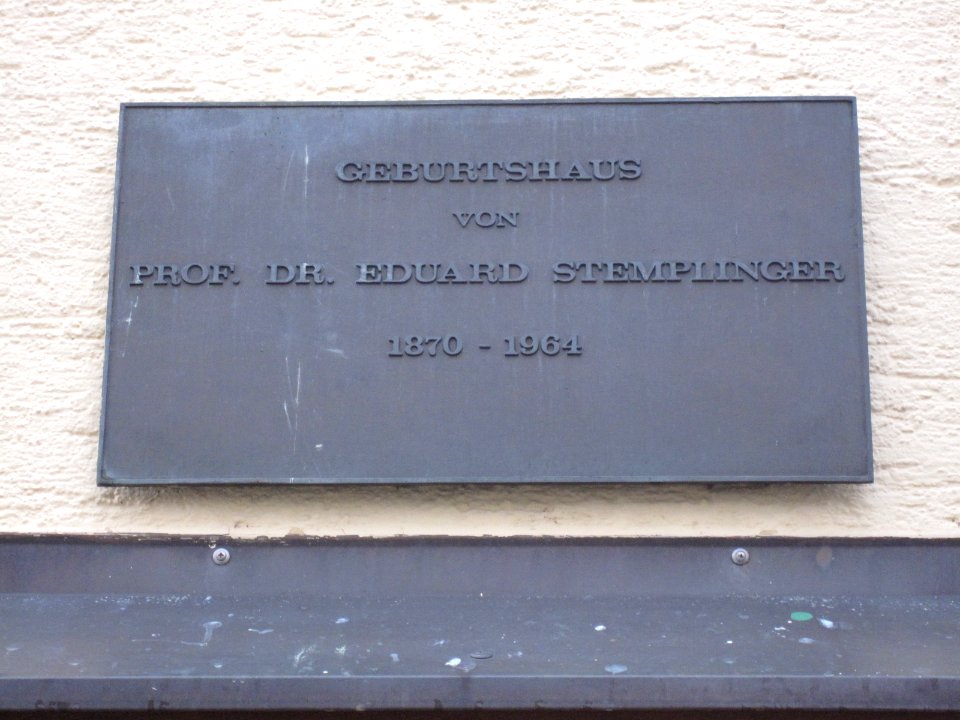 GEBURTSHAUS
VON
PROF. DR. EDUARD STEMPLINGER
1870 - 1964